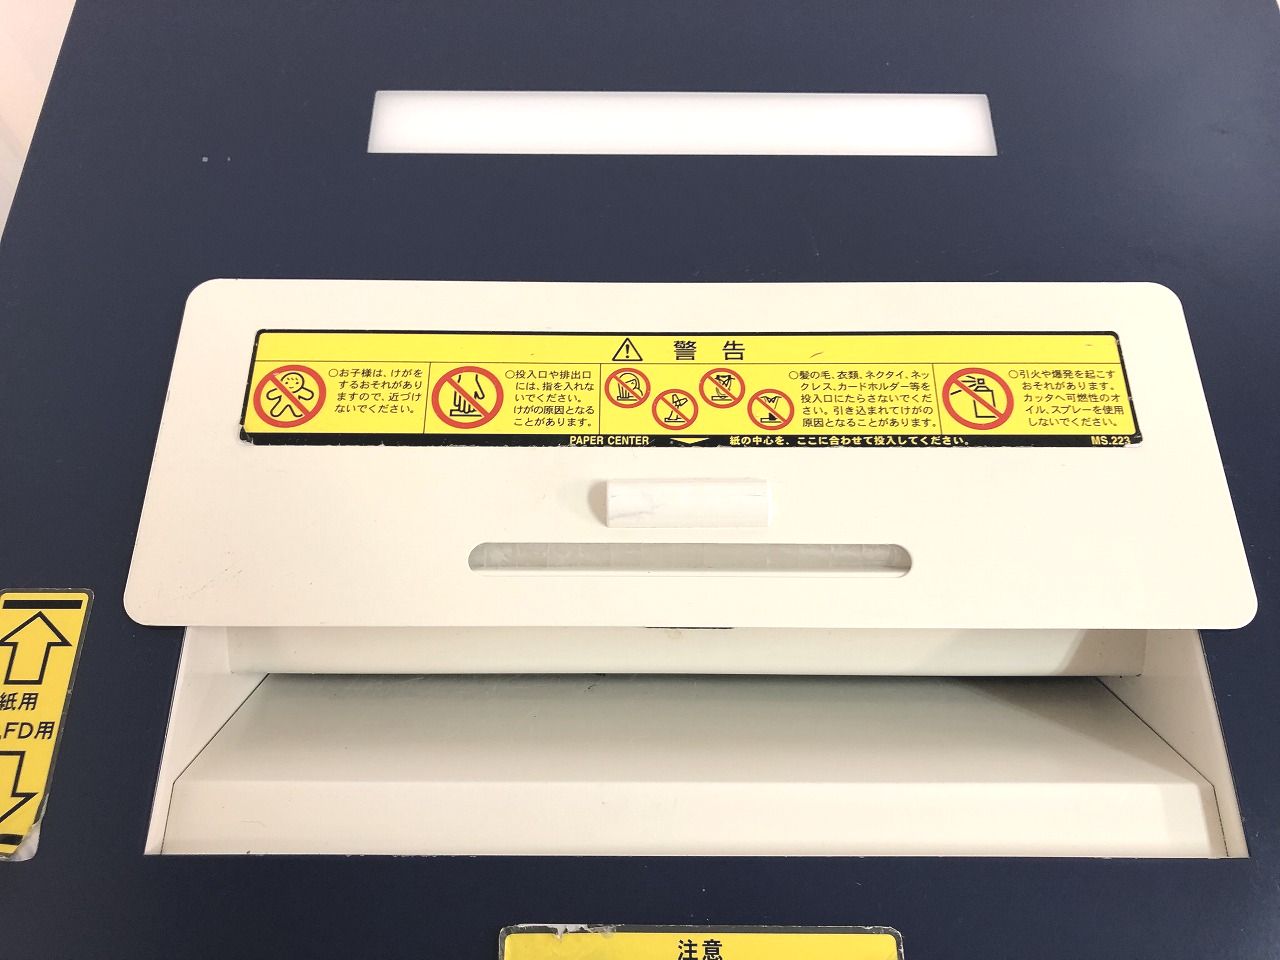 警告
○お子様は、けがを
するおそれがあり
ますので、近づけ
ないでください。
○投入口や排出口
には、指を入れな
いでください。
けがの原因となる
ことがあります。
○髪の毛、衣類、ネクタイ、ネッ
クレス、カードホルダー等を
投入口にたらさないでくだ
さい。引き込まれてけがの
原因となることがあります。
○引火や爆発を起こす
おそれがあります。
カッタへ可燃性のオ
イル、スプレーを使用
しないでください。
PAPER CENTER 紙の中心を、ここに合わせて投入してください。 MS.223
紙用
FD用
注意